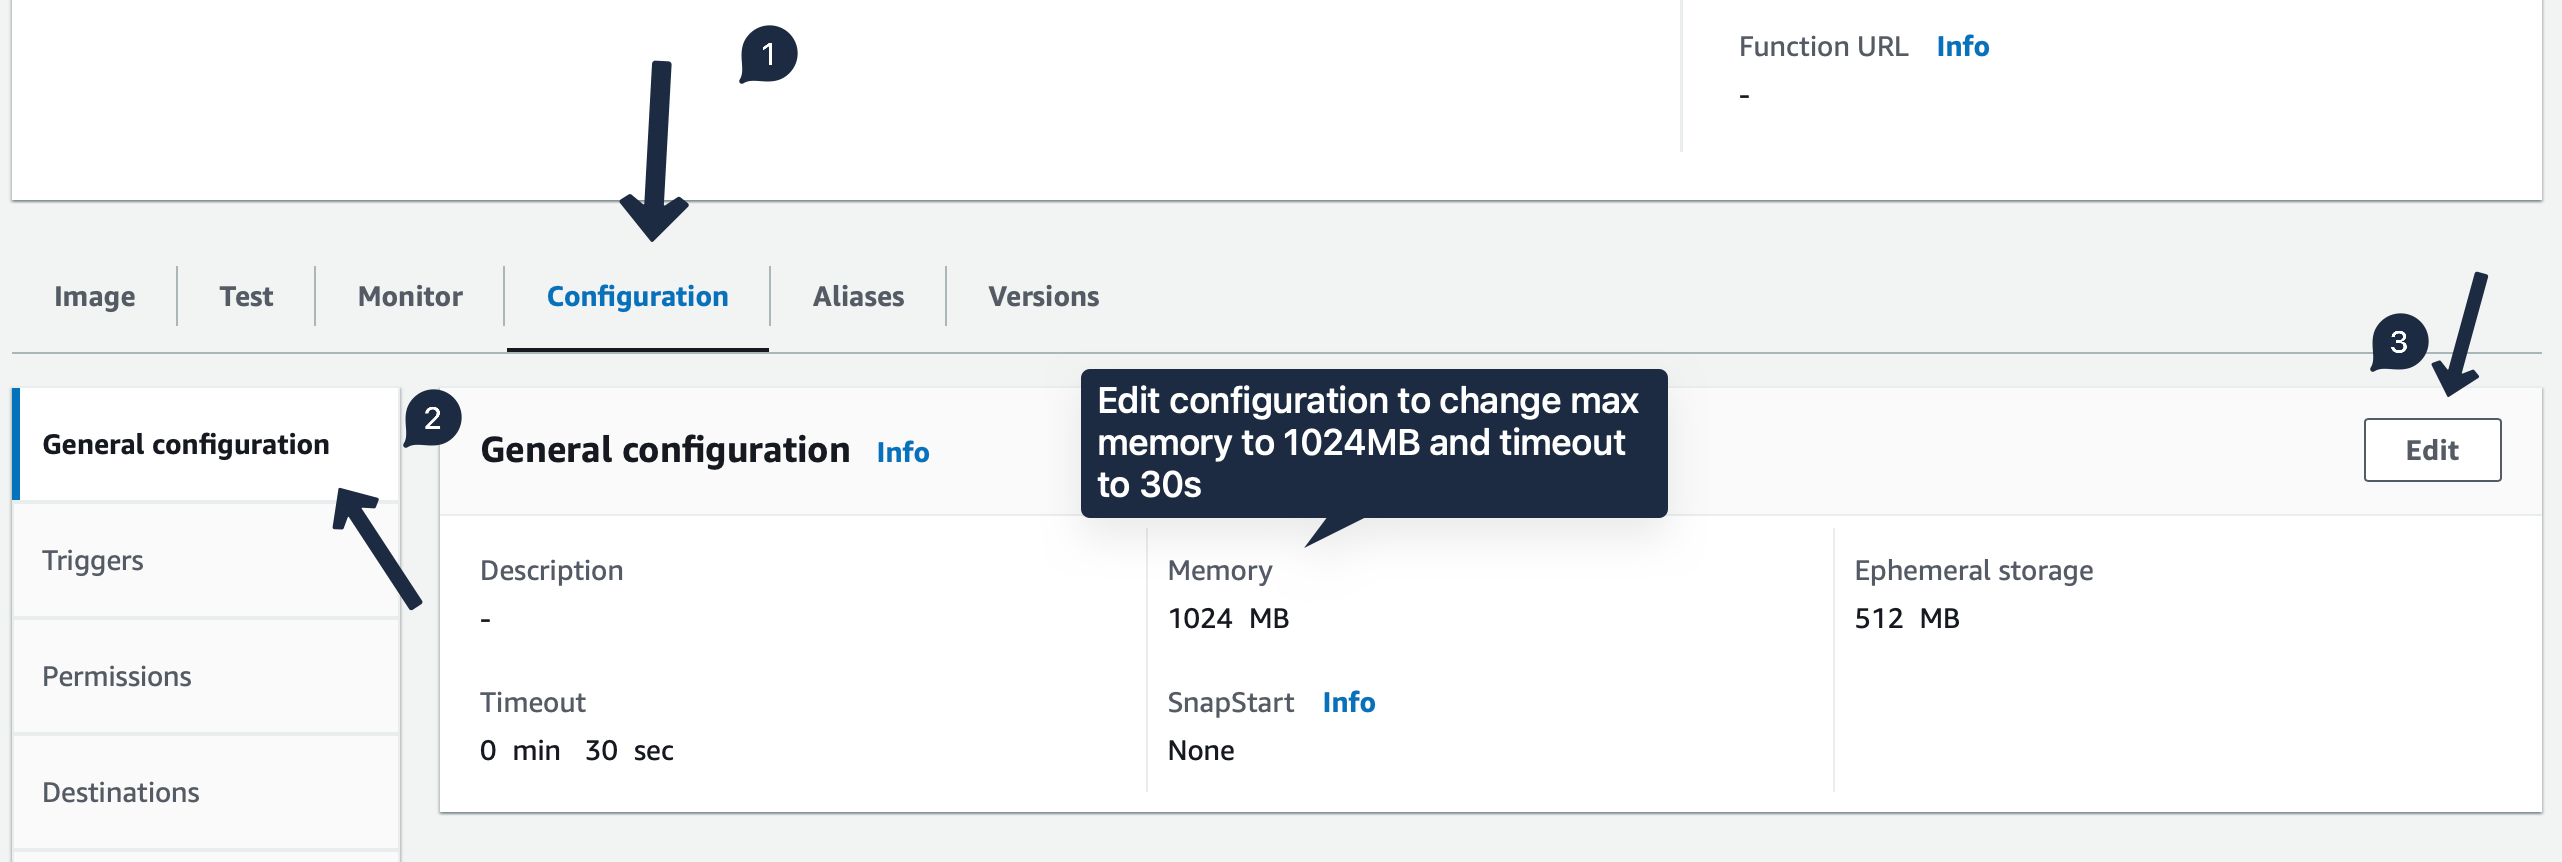 1
Function URL Info
-
Image Test Monitor Configuration Aliases Versions
3
General configuration
2
General configuration Info
Edit configuration to change max
memory to 1024MB and timeout
to 30s
Edit
Triggers
Permissions
Destinations
Description
-
Memory
1024 MB
Ephemeral storage
512 MB
Timeout
0 min 30 sec
SnapStart Info
None